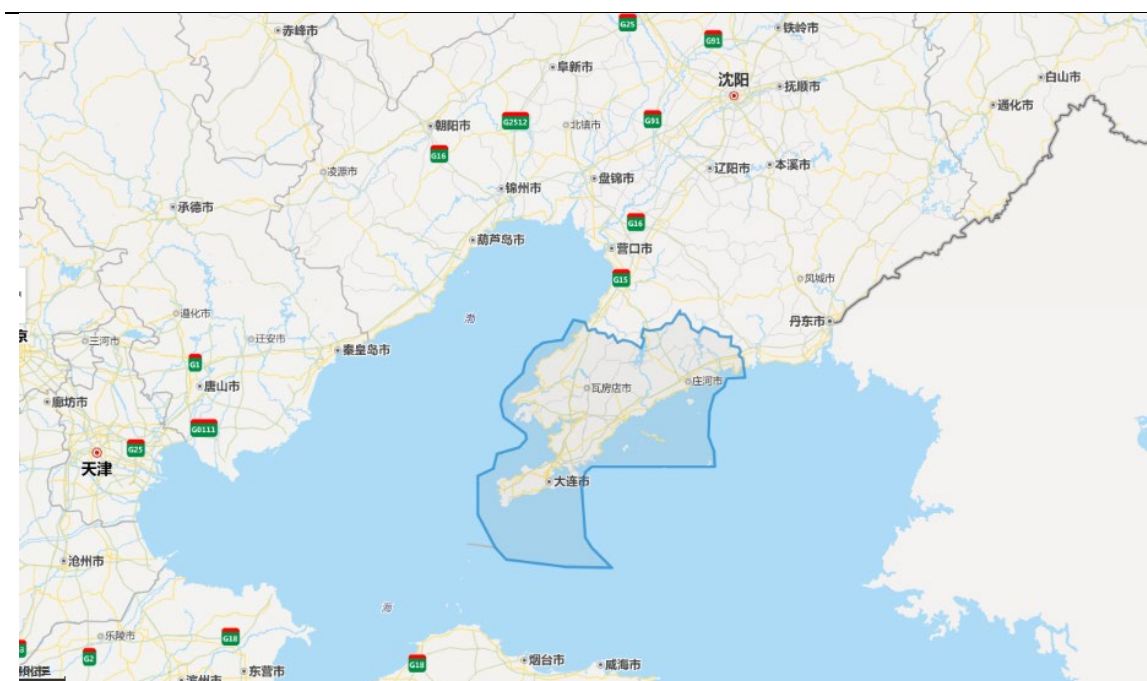 G25
G91
铁岭市
赤峰市
阜新市
沈阳
抚顺市
白山市
通化市
G2512
G91
朝阳市
北镇市
G16
凌源市
盘锦市
辽阳市
本溪市
锦州市
承德市
G16
葫芦岛市
营口市
G15
凤城市
遵化市
渤
丹东市
京
三河市
迁安市
秦皇岛市
G1
唐山市
瓦房店市
庄河市
廊坊市
G0111
G25
天津
大连市
沧州市
海
乐陵市
G18
G2
东营市
G18
烟台市
威海市
滨州市